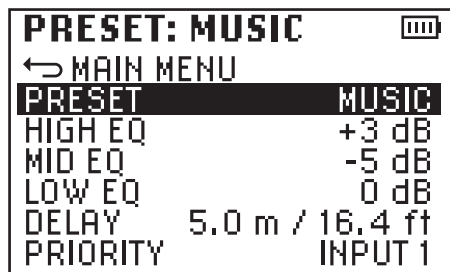 PRESET: MUSIC
MAIN MENU
PRESET MUSIC
HIGH EQ +3 dB
MID EQ -5 dB
LOW EQ 0 dB
DELAY 5.0 m / 16.4 ft
PRIORITY INPUT 1